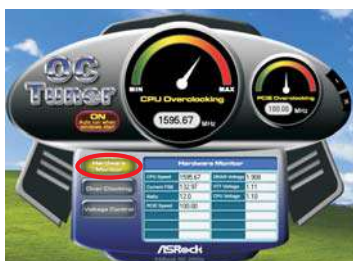 OC
Tuner
ON
Auto run when
windows start
MIN
MAX
CPU Overclocking
1595.67 MHz
PCIE Overclocking
100.00 MHz
Hardware
Monitor
Over Clocking
Voltage Control
Hardware Monitor
CPU Speed 1595.67 DRAM Voltage 1.908
Current FSB 132.97 VTT Voltage 1.11
Ratio 12.0 CPU Voltage 1.10
PCIE Speed 100.00
ASRock